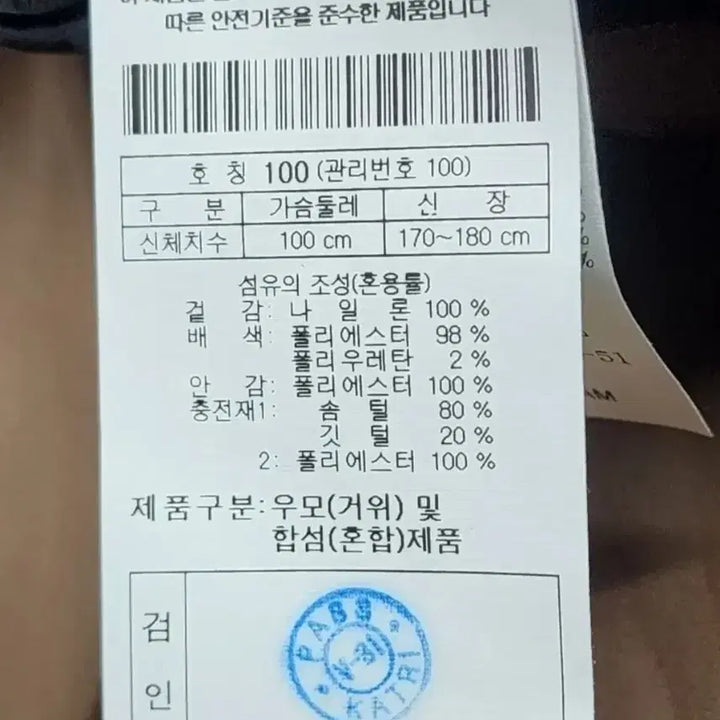 따른 안전기준을 준수한 제품입니다
호 칭 100 (관리번호 100)
구 분 가슴둘레 신 장
신체치수 100 cm 170~180 cm
섬유의 조성(혼용률)
겉 감: 나 일 론 100 %
배 색: 폴리에스터 98 %
폴리우레탄 2 %
안 감: 폴리에스터 100 %
충전재1: 솜 털 80 %
깃 털 20 %
2: 폴리에스터 100 %
제품구분: 우모(거위) 및
합섬(혼합)제품
검
인
PASS
KATRI
-51